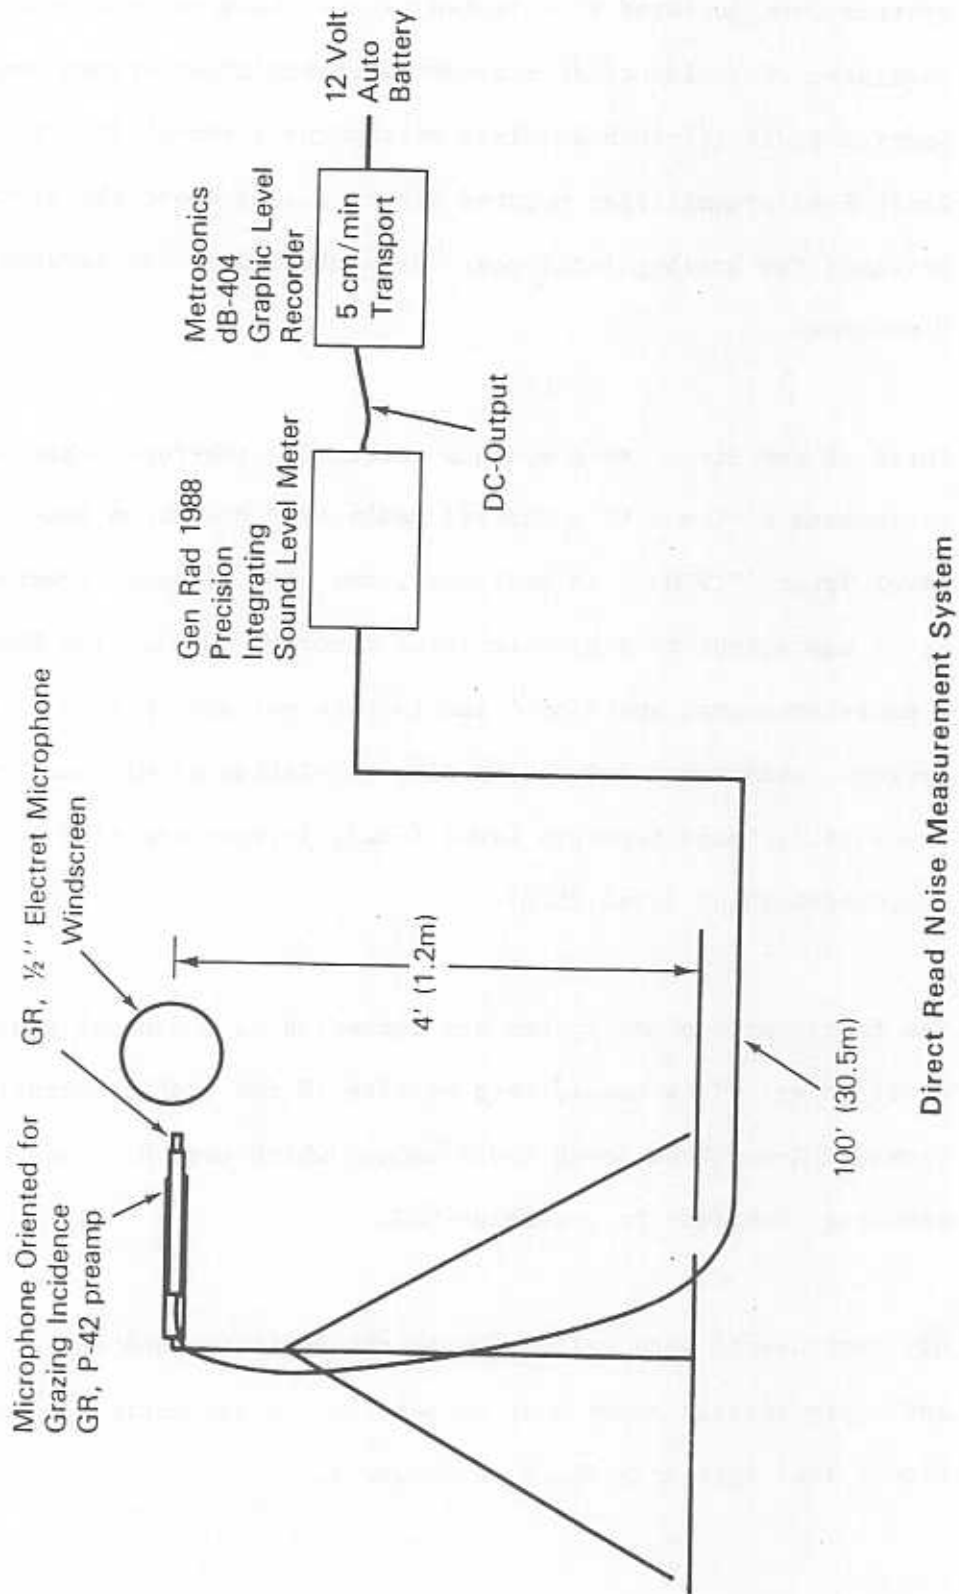 Microphone Oriented for
Grazing Incidence
GR, P-42 preamp
GR, ½'' Electret Microphone
Windscreen
4' (1.2m)
100' (30.5m)
Gen Rad 1988
Precision
Integrating
Sound Level Meter
DC-Output
Metrosonics
dB-404
Graphic Level
Recorder
5 cm/min
Transport
12 Volt
Auto
Battery
Direct Read Noise Measurement System